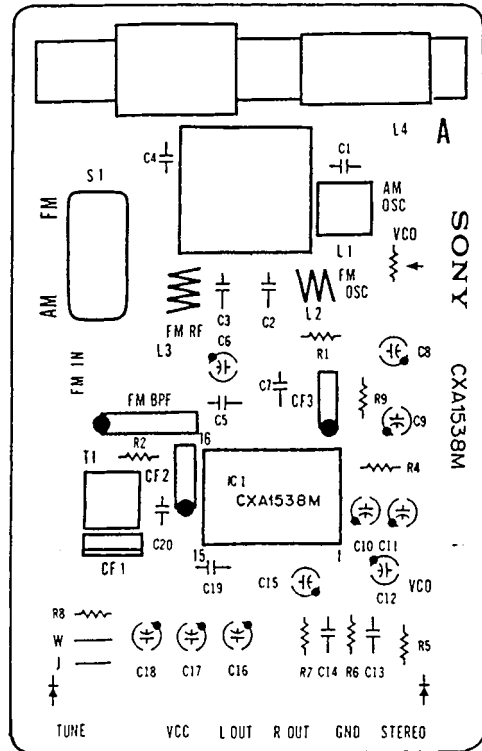 L4
A
C4
C1
S1
AM
OSC
FM
L1
VCO
SONY
FM
OSC
AM
L2
C3
C2
FM RF
L3
C6
R1
C8
FM IN
C7
CF3
R9
CXA1538M
FM BPF
C5
C9
16
R2
T1
CF2
IC1
CXA1538M
R4
C20
C10
C11
CF1
15
1
C19
C15
C12
VCO
R8
W
J
C18
C17
C16
R7
C14
R6
C13
R5
TUNE
VCC
L OUT
R OUT
GND
STEREO